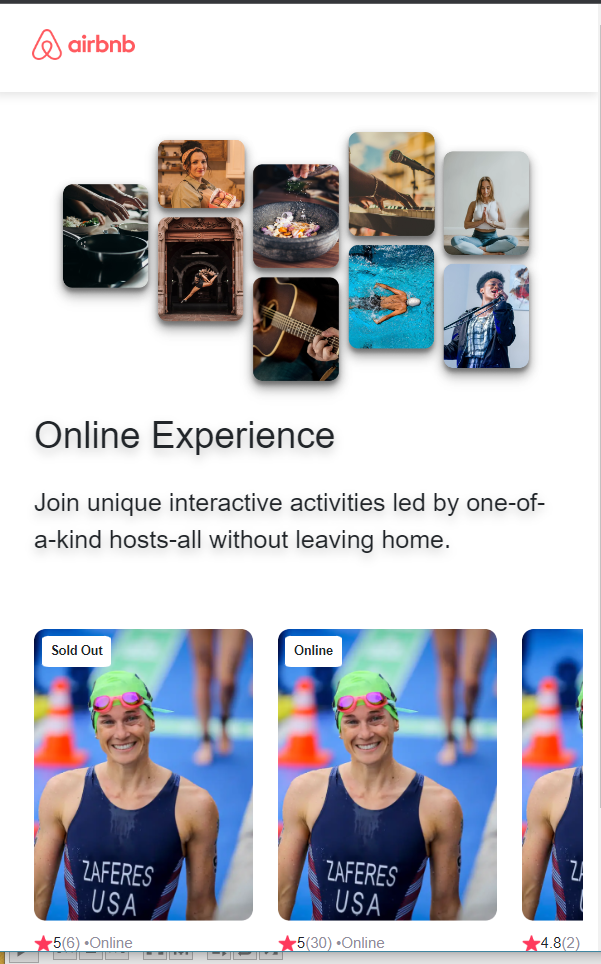 airbnb
Online Experience
Join unique interactive activities led by one-of-
a-kind hosts-all without leaving home.
Sold Out
Online
ZAFERES
USA
ZAFERES
USA
5(6) •Online
5(30) •Online
4.8(2)